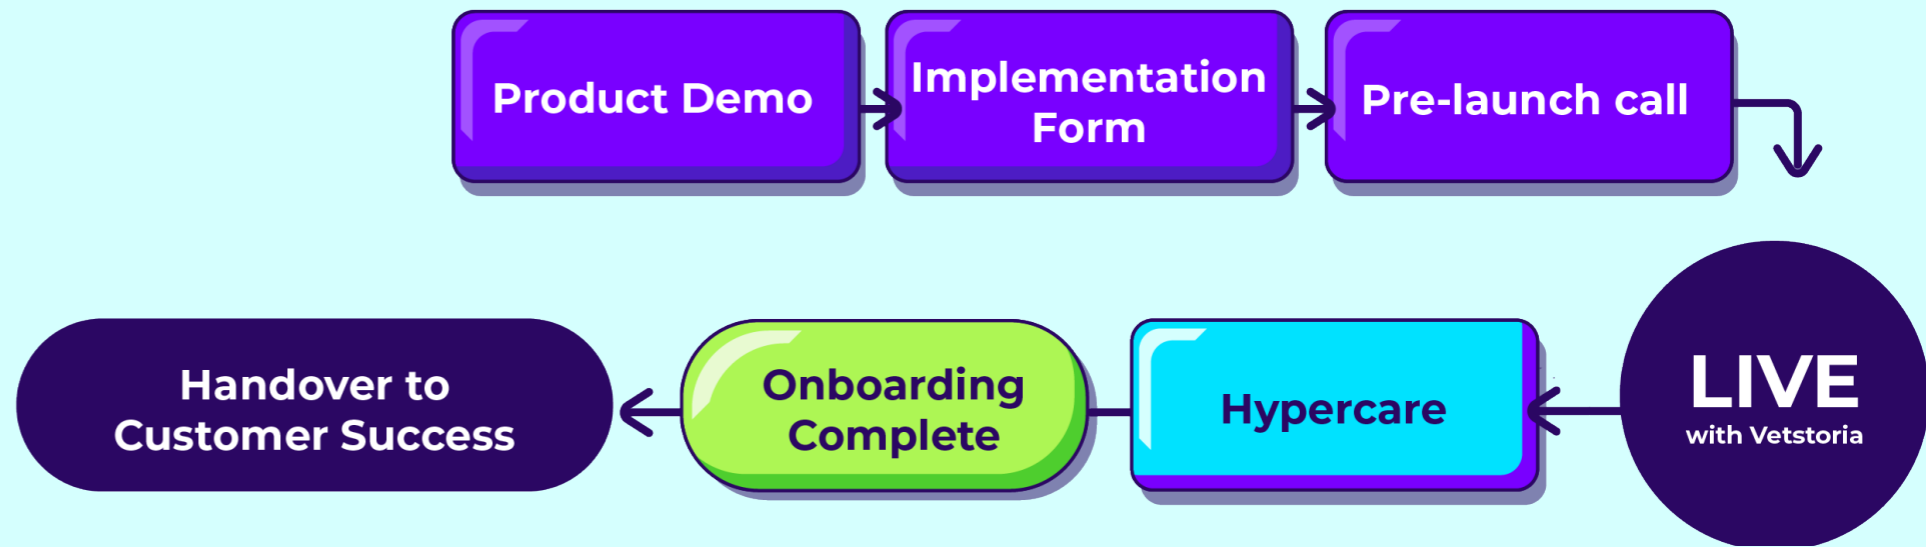 Product Demo
Implementation
Form
Pre-launch call
LIVE
with Vetstoria
Hypercare
Onboarding
Complete
Handover to
Customer Success